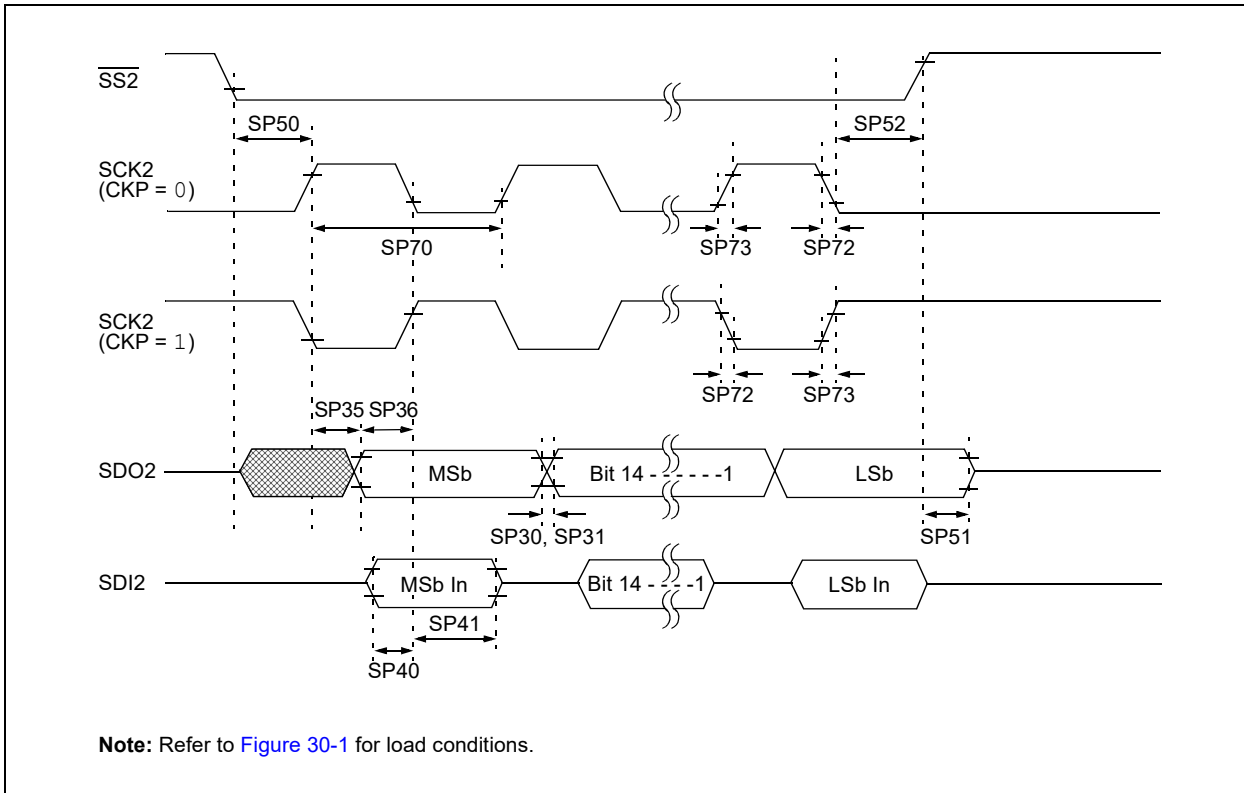 SS2
SP50
SP52
SCK2
(CKP = 0)
SP70
SP73
SP72
SCK2
(CKP = 1)
SP72
SP73
SP35
SP36
SDO2
MSb
Bit 14 - - - - - -1
LSb
SP30, SP31
SP51
SDI2
MSb In
Bit 14 - - - -1
LSb In
SP41
SP40
Note: Refer to Figure 30-1 for load conditions.